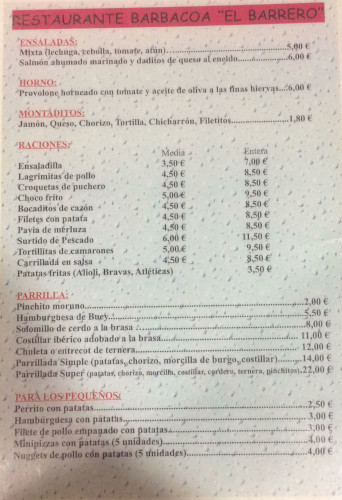 RESTAURANTE BARBACOA "EL BARRERO"
ENSALADAS:
Mixta (lechuga, cebolla, tomate, atún)......5,00 €
Salmón ahumado marinado y daditos de queso al eneldo......6,00 €
HORNO:
Provolone horneado con tomate y aceite de oliva a las finas hiervas...6,00 €
MONTADITOS:
Jamón, Queso, Chorizo, Tortilla, Chicharrón, Filetitos......1,80 €
RACIONES:
Media Entera
Ensaladilla 3,50 € 7,00 €
Lagrimitas de pollo 4,50 € 8,50 €
Croquetas de puchero 4,50 € 8,50 €
Choco frito 5,00 € 9,50 €
Bocaditos de cazón 4,50 € 8,50 €
Filetes con patata 4,50 € 8,50 €
Pavia de merluza 4,50 € 8,50 €
Surtido de Pescado 6,00 € 11,50 €
Tortillitas de camarones 5,00 € 9,50 €
Carrillada en salsa 4,50 € 8,50 €
Patatas fritas (Alioli, Bravas, Atléticas) 3,50 €
PARRILLA:
Pinchito moruno......2,00 €
Hamburguesa de Buey......5,50 €
Solomillo de cerdo a la brasa......8,00 €
Costillar ibérico adobado a la brasa......11,00 €
Chuleta o entrecot de ternera......12,00 €
Parrillada Simple (patatas, chorizo, morcilla de burgo, costillar)......14,00 €
Parrillada Super (patatas, chorizo, morcilla, costillar, cordero, ternera, pinchitos).22,00 €
PARA LOS PEQUEÑOS:
Perrito con patatas......2,50 €
Hamburguesa con patatas......3,00 €
Filete de pollo empanado con patatas......3,00 €
Minipizzas con patatas (5 unidades)......4,00 €
Nuggets de pollo con patatas (5 unidades)......4,00 €